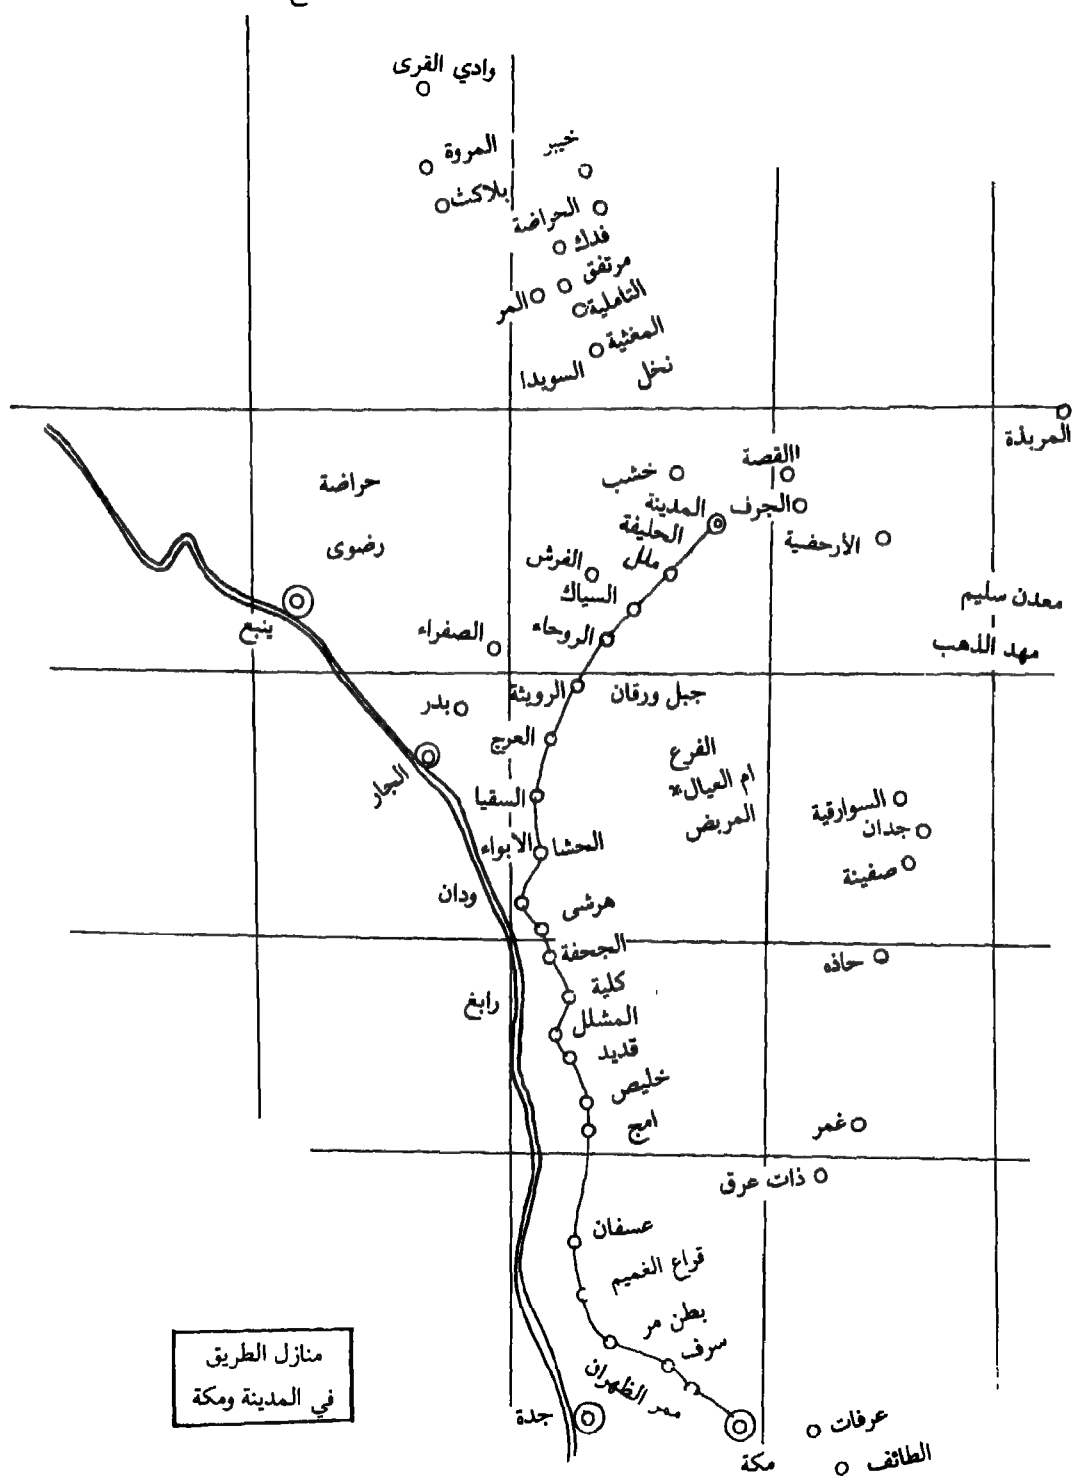 وادي القرى
المروة
خيبر
بلاكث
الحراضة
فدك
مرتفق
المر
التاملية
المغثية
السويدا
نخل
المربذة
القصة
خشب
حراضة
المدينة
الجرف
الحليفة
الأرحضية
رضوى
ملل
الفرش
السياك
معدن سليم
ينبع
الصفراء
الروحاء
مهد الذهب
الرويثة
جبل ورقان
بدر
العرج
الفرع
ام العيال*
البجار
السقيا
السوارقية
المربض
جدان
الابواء
الحشا
صفينة
ودان
هرشى
الجحفة
حاذه
كلية
رابغ
المشلل
قديد
خليص
امج
غمر
ذات عرق
عسفان
قراع الغميم
بطن مر
سرف
منازل الطريق
في المدينة ومكة
ممر الظهران
جدة
عرفات
مكة
الطائف